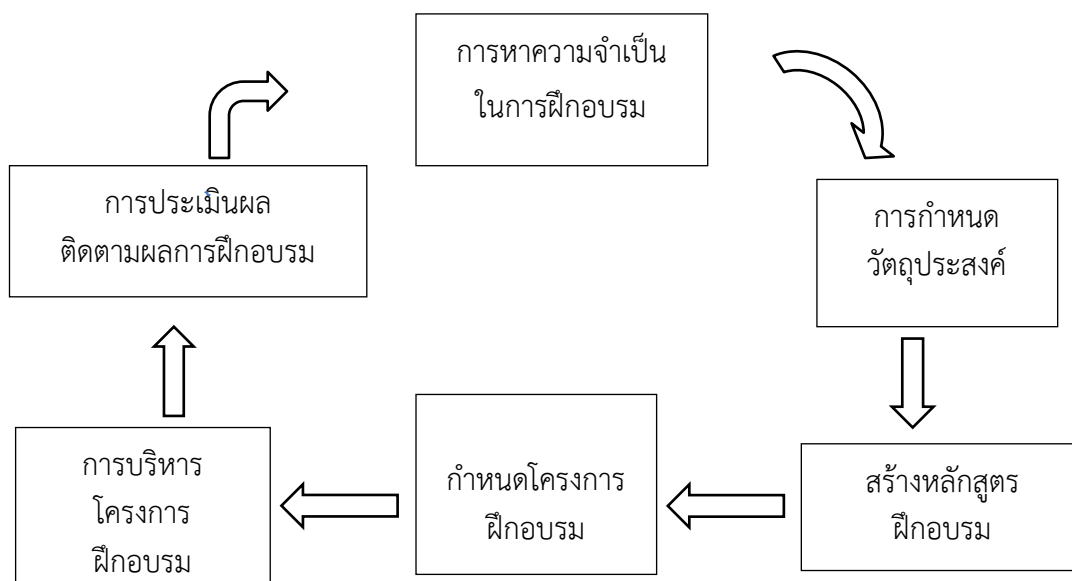 การหาความจำเป็น
ในการฝึกอบรม
การกำหนด
วัตถุประสงค์
สร้างหลักสูตร
ฝึกอบรม
กำหนดโครงการ
ฝึกอบรม
การบริหาร
โครงการ
ฝึกอบรม
การประเมินผล
ติดตามผลการฝึกอบรม